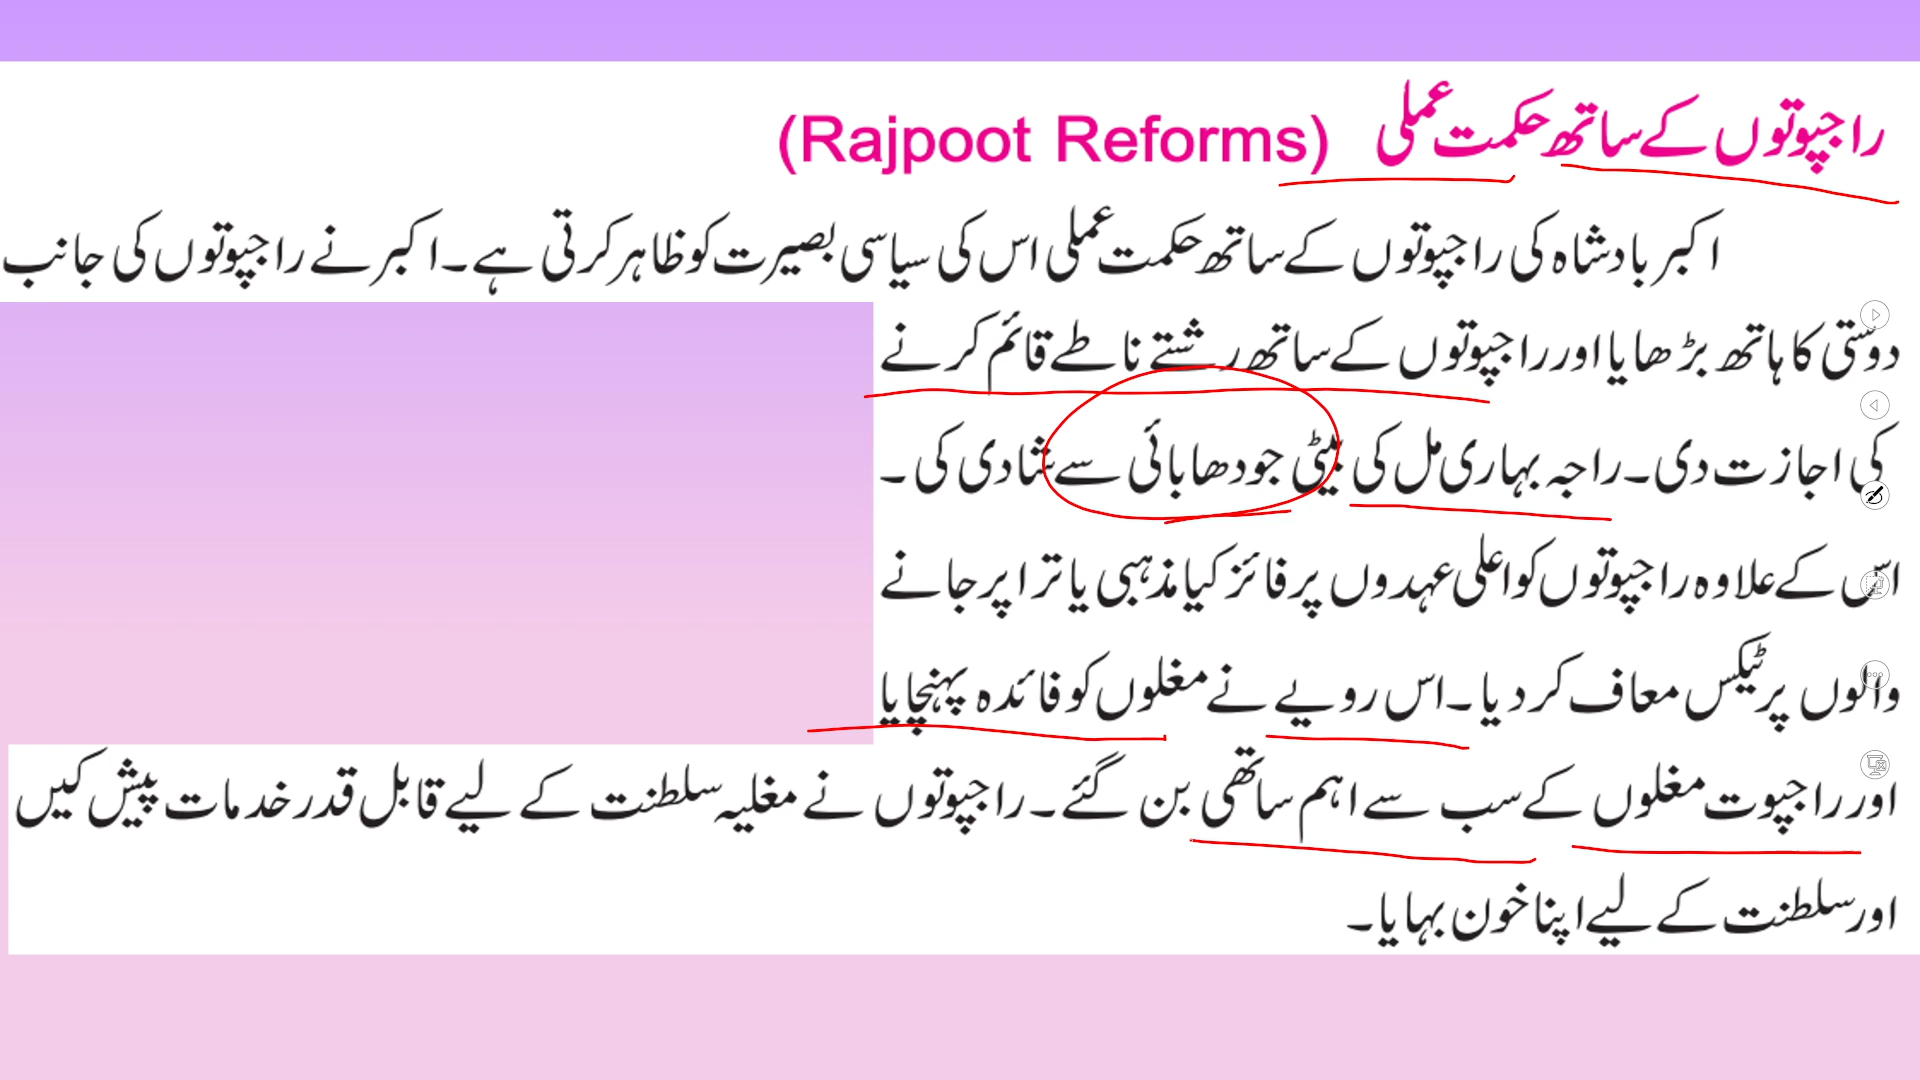 راجپوتوں کے ساتھ حکمت عملی (Rajpoot Reforms)
اکبر بادشاہ کی راجپوتوں کے ساتھ حکمت عملی اس کی سیاسی بصیرت کو ظاہر کرتی ہے۔ اکبر نے راجپوتوں کی جانب
دوستی کا ہاتھ بڑھایا اور راجپوتوں کے ساتھ رشتے ناطے قائم کرنے
کی اجازت دی۔ راجہ بہاری مل کی بیٹی جودھا بائی سے شادی کی ۔
اس کے علاوہ راجپوتوں کو اعلی عہدوں پر فائز کیا مذہبی یاترا پر جانے
والوں پر ٹیکس معاف کر دیا۔ اس رویے نے مغلوں کو فائدہ پہنچایا
اور راجپوت مغلوں کے سب سے اہم ساتھی بن گئے۔ راجپوتوں نے مغلیہ سلطنت کے لیے قابل قدر خدمات پیش کیں
اور سلطنت کے لیے اپنا خون بہایا۔